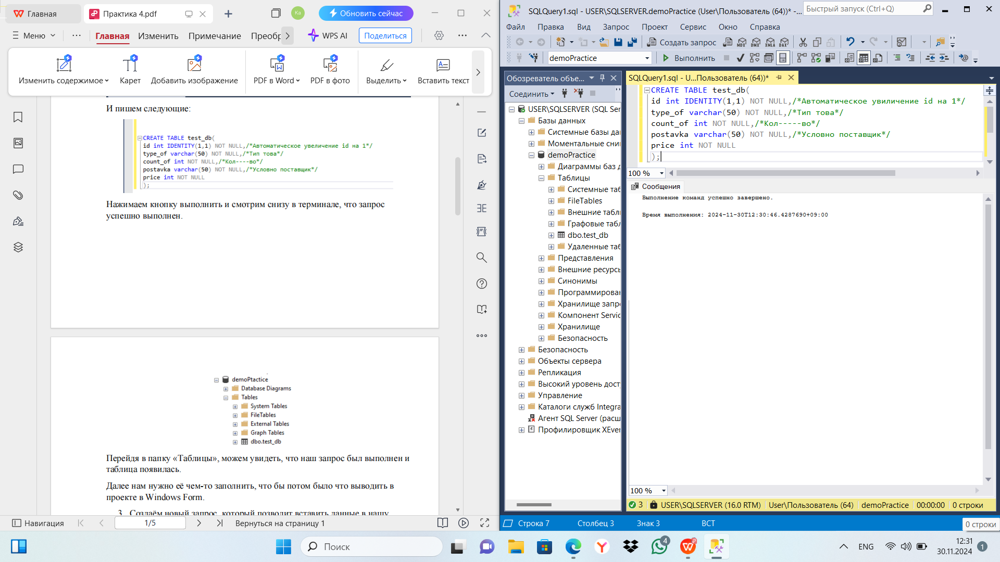 Главная
Практика 4.pdf
Ka
Обновить сейчас
Меню
Главная
Изменить
Примечание
Преобр
WPS AI
Поделиться
Изменить содержимое
Карет
Добавить изображение
PDF в Word
PDF в фото
Выделить
Вставить текст
И пишем следующие:
CREATE TABLE test_db(
id int IDENTITY(1,1) NOT NULL,/*Автоматическое увеличение id на 1*/
type_of varchar(50) NOT NULL,/*Тип това*/
count_of int NOT NULL,/*Кол----во*/
postavka varchar(50) NOT NULL,/*Условно поставщик*/
price int NOT NULL
);
Нажимаем кнопку выполнить и смотрим снизу в терминале, что запрос
успешно выполнен.
demoPtactice
Database Diagrams
Tables
System Tables
FileTables
External Tables
Graph Tables
dbo.test_db
Перейдя в папку «Таблицы», можем увидеть, что наш запрос был выполнен и
таблица появилась.
Далее нам нужно её чем-то заполнить, что бы потом было что выводить в
проекте в Windows Form.
3. Создаём новый запрос, который позволит вставить данные в нашу
Навигация
1/5
Вернуться на страницу 1
SQLQuery1.sql - USER\SQLSERVER.demoPractice (User\Пользователь (64))* -...
Быстрый запуск (Ctrl+Q)
Файл
Правка
Вид
Запрос
Проект
Сервис
Окно
Справка
Создать запрос
MDX
DMX
XMLA
DAX
demoPractice
Выполнить
Обозреватель объе...
Соединить
USER\SQLSERVER (SQL Ser
Базы данных
Системные базы да
Моментальные сни
demoPractice
Диаграммы баз д
Таблицы
Системные таб
FileTables
Внешние табл
Графовые табл
dbo.test_db
Удаленные таб
Представления
Внешние ресурсы
Синонимы
Программирован
Хранилище запр
Компонент Servic
Хранилище
Безопасность
Безопасность
Объекты сервера
Репликация
Высокий уровень дост
Управление
Каталоги служб Integra
Агент SQL Server (расш
Профилировщик XEver
SQLQuery1.sql - U...Пользователь (64))*
CREATE TABLE test_db(
id int IDENTITY(1,1) NOT NULL,/*Автоматическое увиличение id на 1*/
type_of varchar(50) NOT NULL,/*Тип това*/
count_of int NOT NULL,/*Кол-----во*/
postavka varchar(50) NOT NULL,/*Условно поставщик*/
price int NOT NULL
);
100 %
Сообщения
Выполнение команд успешно завершено.
Время выполнения: 2024-11-30T12:30:46.4287690+09:00
100 %
3
USER\SQLSERVER (16.0 RTM)
User\Пользователь (64)
demoPractice
00:00:00
0 строки
Строка 7
Столбец 3
Знак 3
ВСТ
0 строки
Поиск
4
ENG
12:31
30.11.2024
1